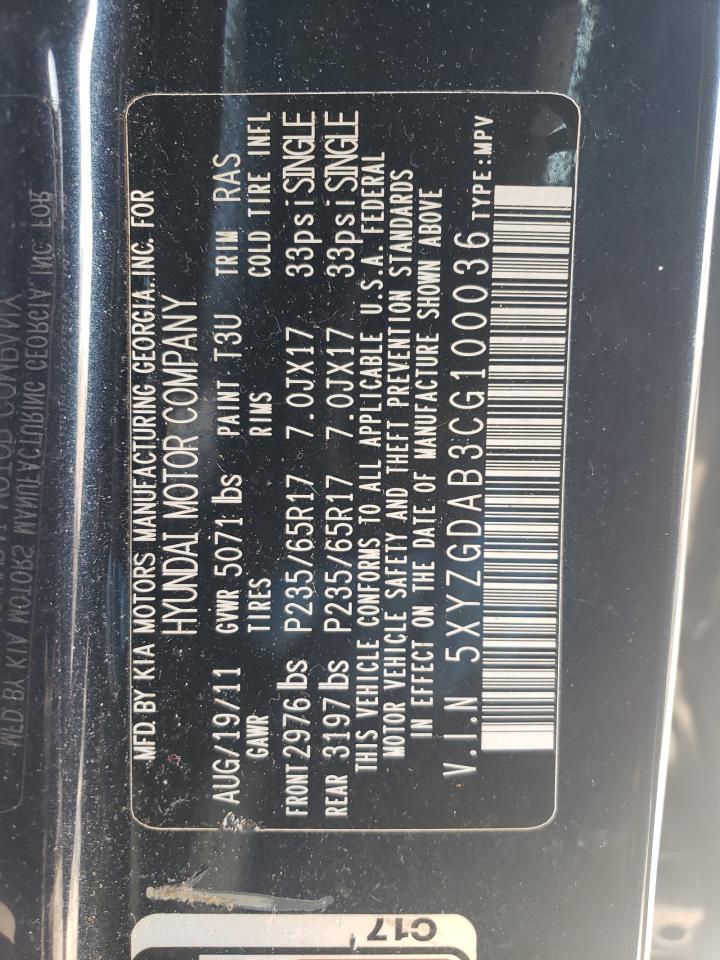 MFD. BY KIA MOTORS MANUFACTURING GEORGIA, INC. FOR
HYUNDAI MOTOR COMPANY
AUG/19/11 GVWR 5071 lbs PAINT T3U TRIM RAS
GAWR TIRES RIMS COLD TIRE INFL
FRONT 2976 lbs P235/65R17 7.0JX17 33psi SINGLE
REAR 3197 lbs P235/65R17 7.0JX17 33psi SINGLE
THIS VEHICLE CONFORMS TO ALL APPLICABLE U.S.A. FEDERAL
MOTOR VEHICLE SAFETY AND THEFT PREVENTION STANDARDS
IN EFFECT ON THE DATE OF MANUFACTURE SHOWN ABOVE
V.I.N 5XYZGDAB3CG100036 TYPE:MPV
C17